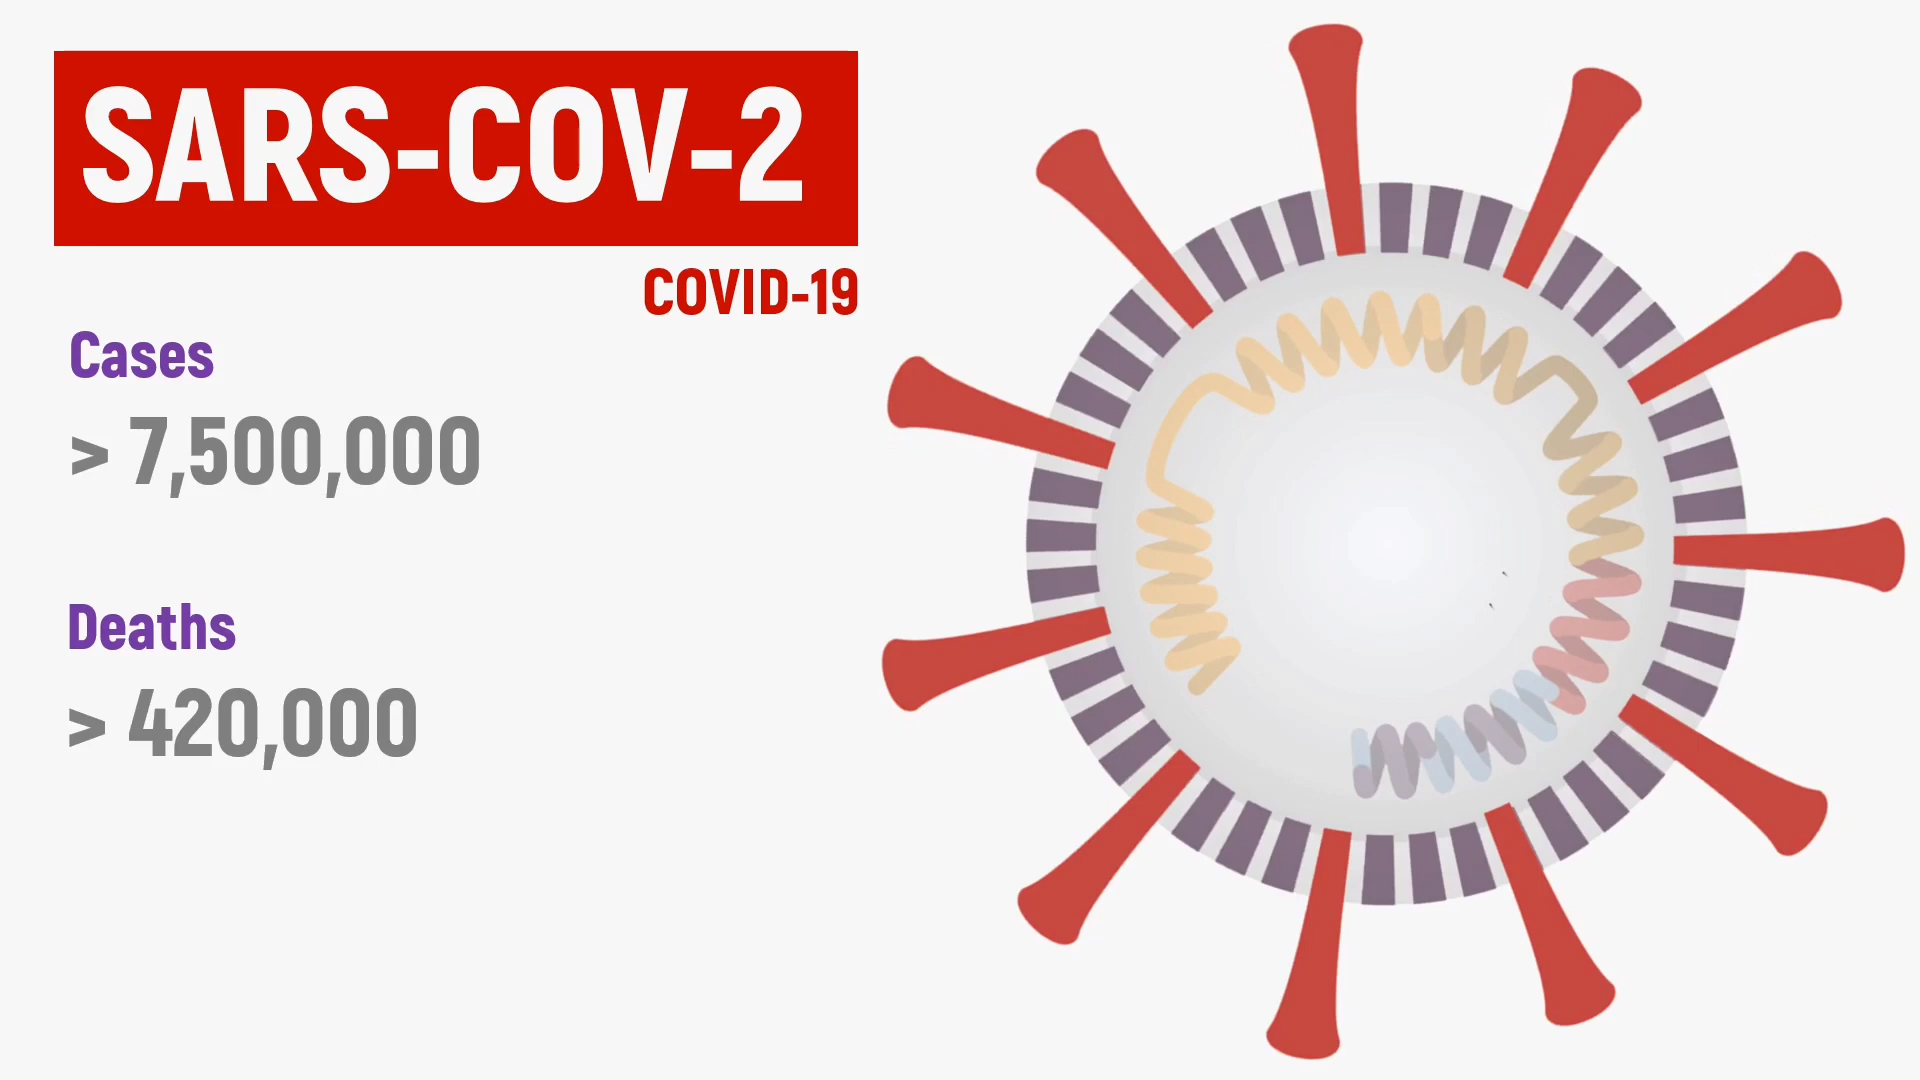 SARS-COV-2
COVID-19
Cases
> 7,500,000
Deaths
> 420,000